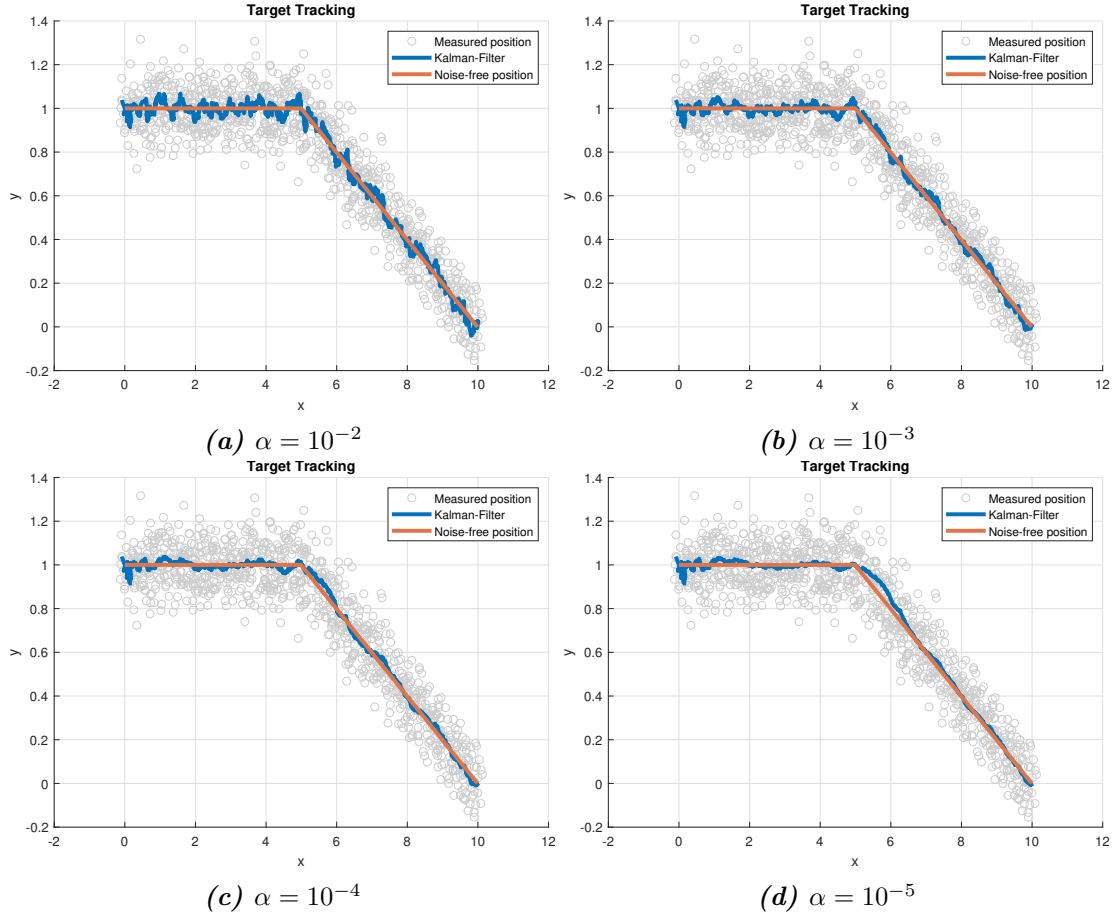 Target Tracking
1.4
1.2
1
0.8
0.6
0.4
0.2
0
-0.2
y
-2
0
2
4
6
8
10
12
x
Measured position
Kalman-Filter
Noise-free position
(a) α = 10⁻²
Target Tracking
1.4
1.2
1
0.8
0.6
0.4
0.2
0
-0.2
y
-2
0
2
4
6
8
10
12
x
Measured position
Kalman-Filter
Noise-free position
(b) α = 10⁻³
Target Tracking
1.4
1.2
1
0.8
0.6
0.4
0.2
0
-0.2
y
-2
0
2
4
6
8
10
12
x
Measured position
Kalman-Filter
Noise-free position
(c) α = 10⁻⁴
Target Tracking
1.4
1.2
1
0.8
0.6
0.4
0.2
0
-0.2
y
-2
0
2
4
6
8
10
12
x
Measured position
Kalman-Filter
Noise-free position
(d) α = 10⁻⁵